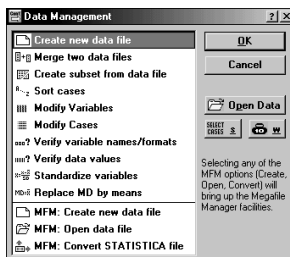 Data Management
Create new data file
Merge two data files
Create subset from data file
Sort cases
Modify Variables
Modify Cases
Verify variable names/formats
Verify data values
Standardize variables
Replace MD by means
MFM: Create new data file
MFM: Open data file
MFM: Convert STATISTICA file
OK
Cancel
Open Data
SELECT CASES S
W
Selecting any of the
MFM options (Create,
Open, Convert) will
bring up the Megafile
Manager facilities.